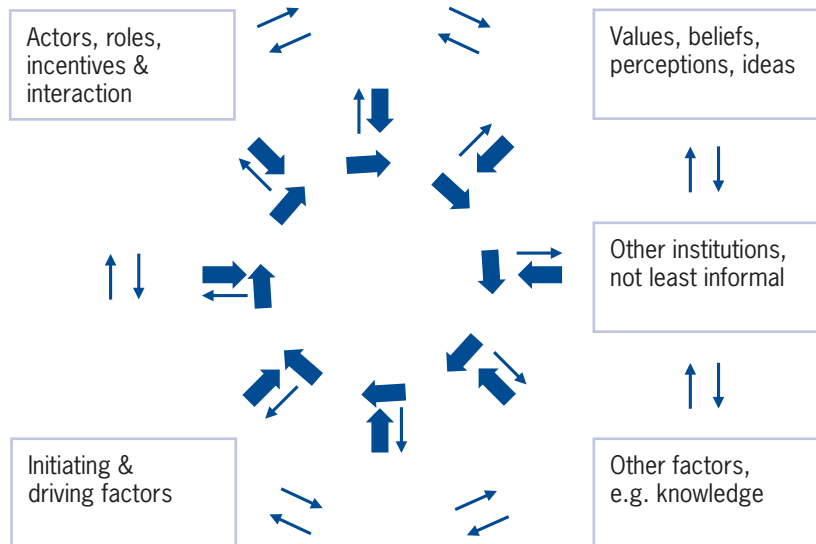 Actors, roles,
incentives &
interaction
Values, beliefs,
perceptions, ideas
Other institutions,
not least informal
Initiating &
driving factors
Other factors,
e.g. knowledge